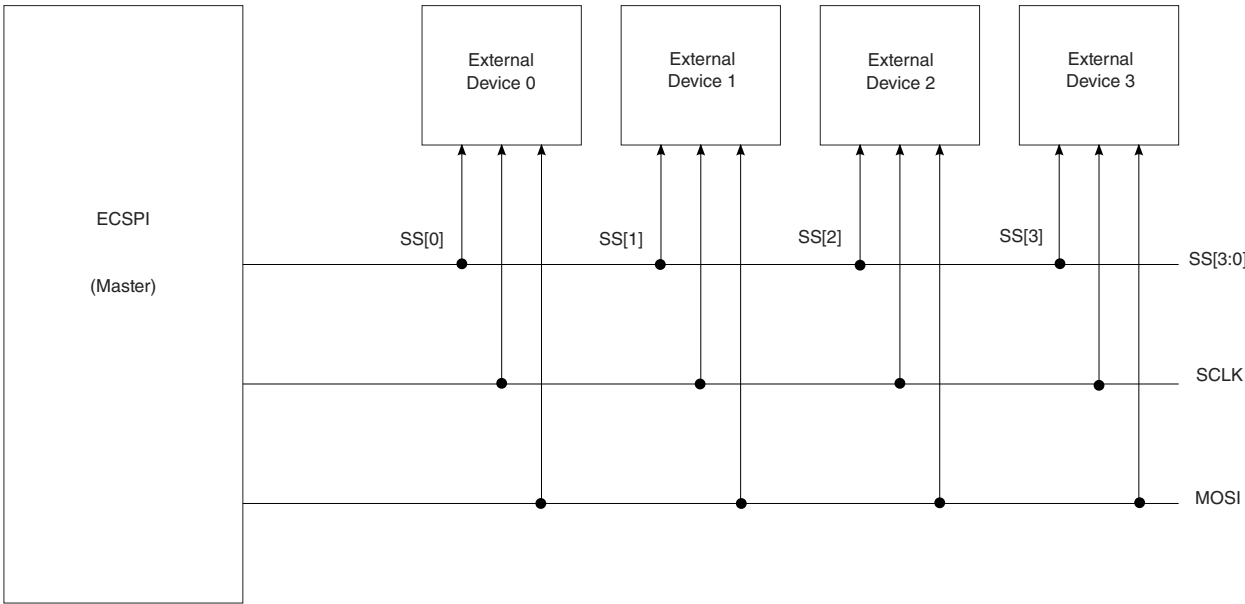 External
Device 0
External
Device 1
External
Device 2
External
Device 3
ECSPI
(Master)
SS[0]
SS[1]
SS[2]
SS[3]
SS[3:0]
SCLK
MOSI